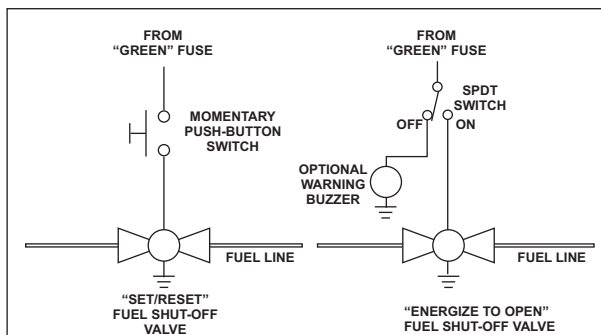 FROM
“GREEN” FUSE
MOMENTARY
PUSH-BUTTON
SWITCH
FUEL LINE
“SET/RESET”
FUEL SHUT-OFF
VALVE
FROM
“GREEN” FUSE
SPDT
SWITCH
OFF
ON
OPTIONAL
WARNING
BUZZER
FUEL LINE
“ENERGIZE TO OPEN”
FUEL SHUT-OFF VALVE